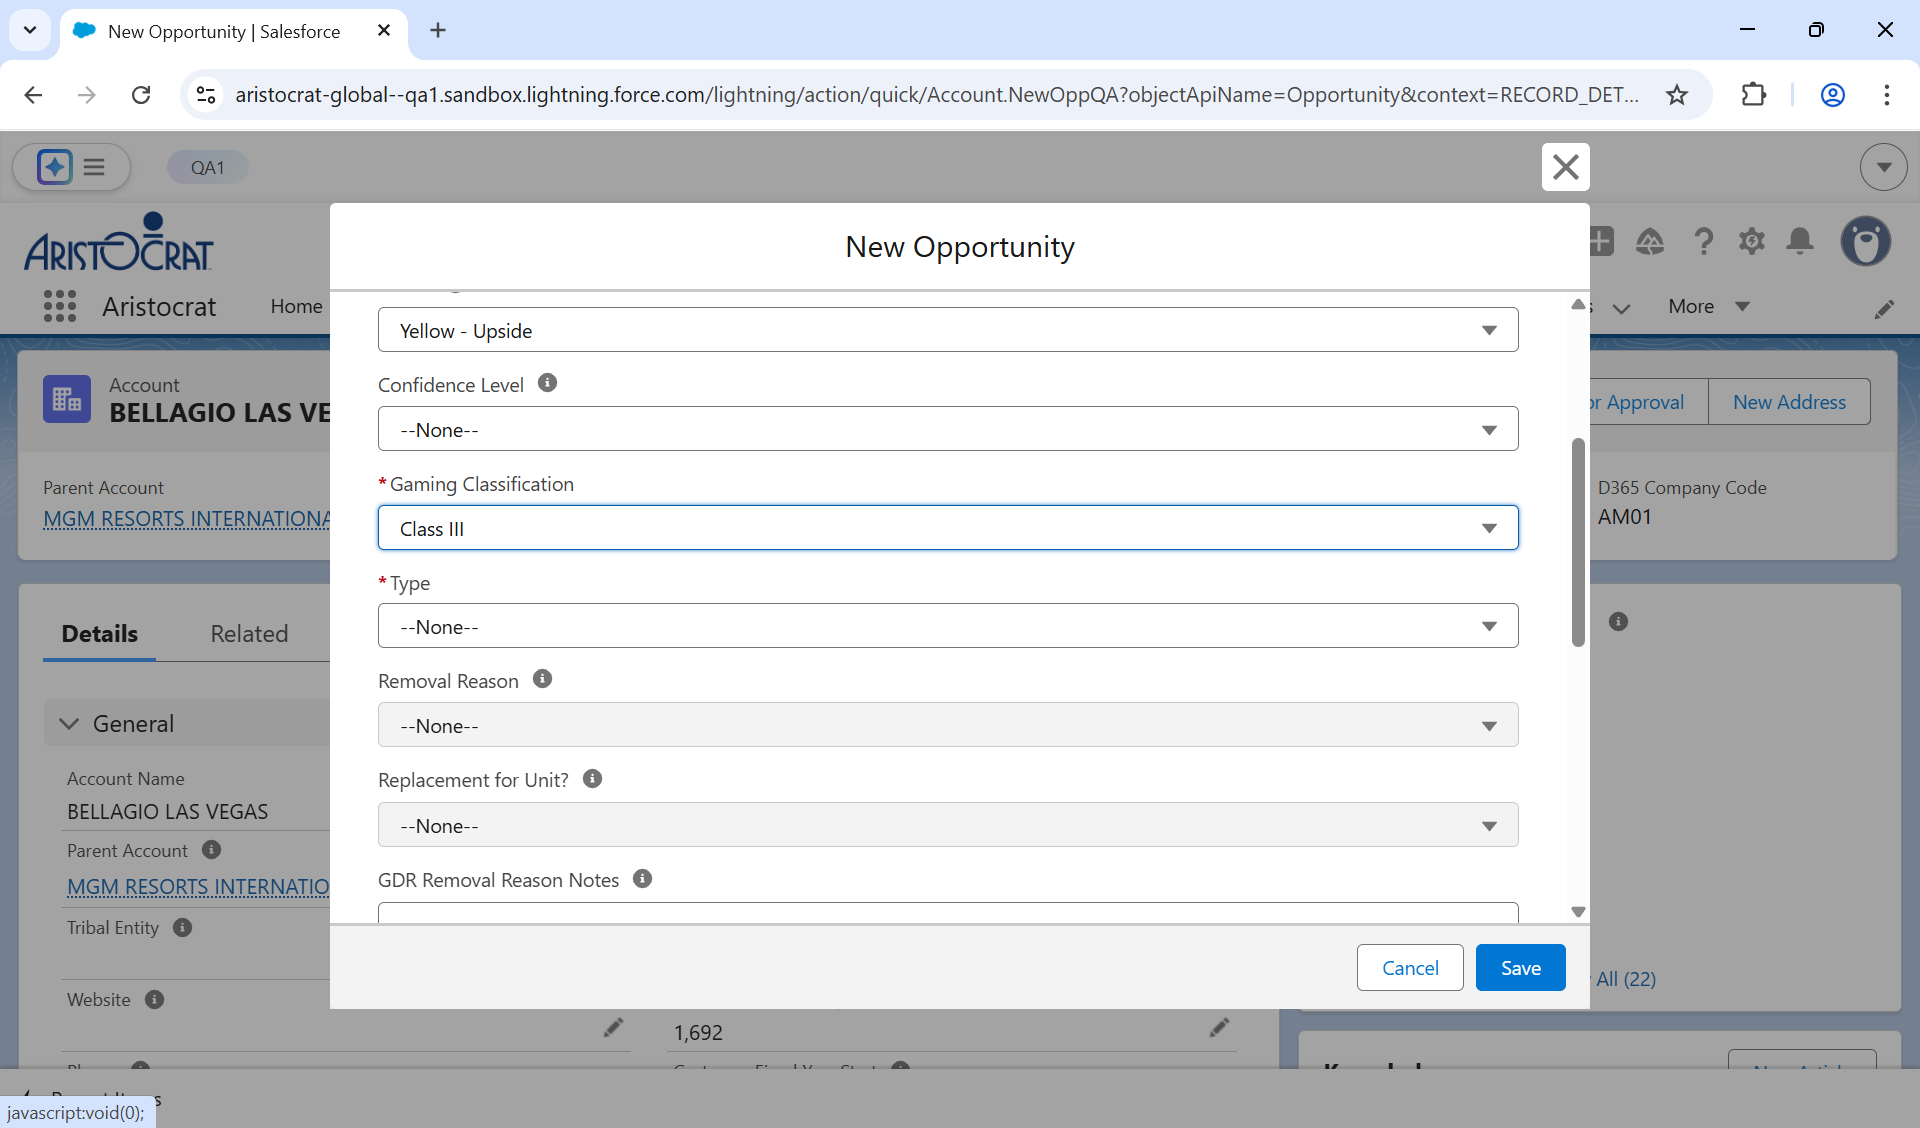 New Opportunity | Salesforce
aristocrat-global--qa1.sandbox.lightning.force.com/lightning/action/quick/Account.NewOppQA?objectApiName=Opportunity&context=RECORD_DET...
QA1
ARISTOCRAT
New Opportunity
Aristocrat
Home
More
Yellow - Upside
Confidence Level
--None--
*Gaming Classification
Class III
*Type
--None--
Removal Reason
--None--
Replacement for Unit?
--None--
GDR Removal Reason Notes
Cancel
Save
Account
BELLAGIO LAS VE
Approval
New Address
Parent Account
MGM RESORTS INTERNATIONA
D365 Company Code
AM01
Details
Related
General
Account Name
BELLAGIO LAS VEGAS
Parent Account
MGM RESORTS INTERNATIO
Tribal Entity
Website
1,692
All (22)
javascript:void(0);